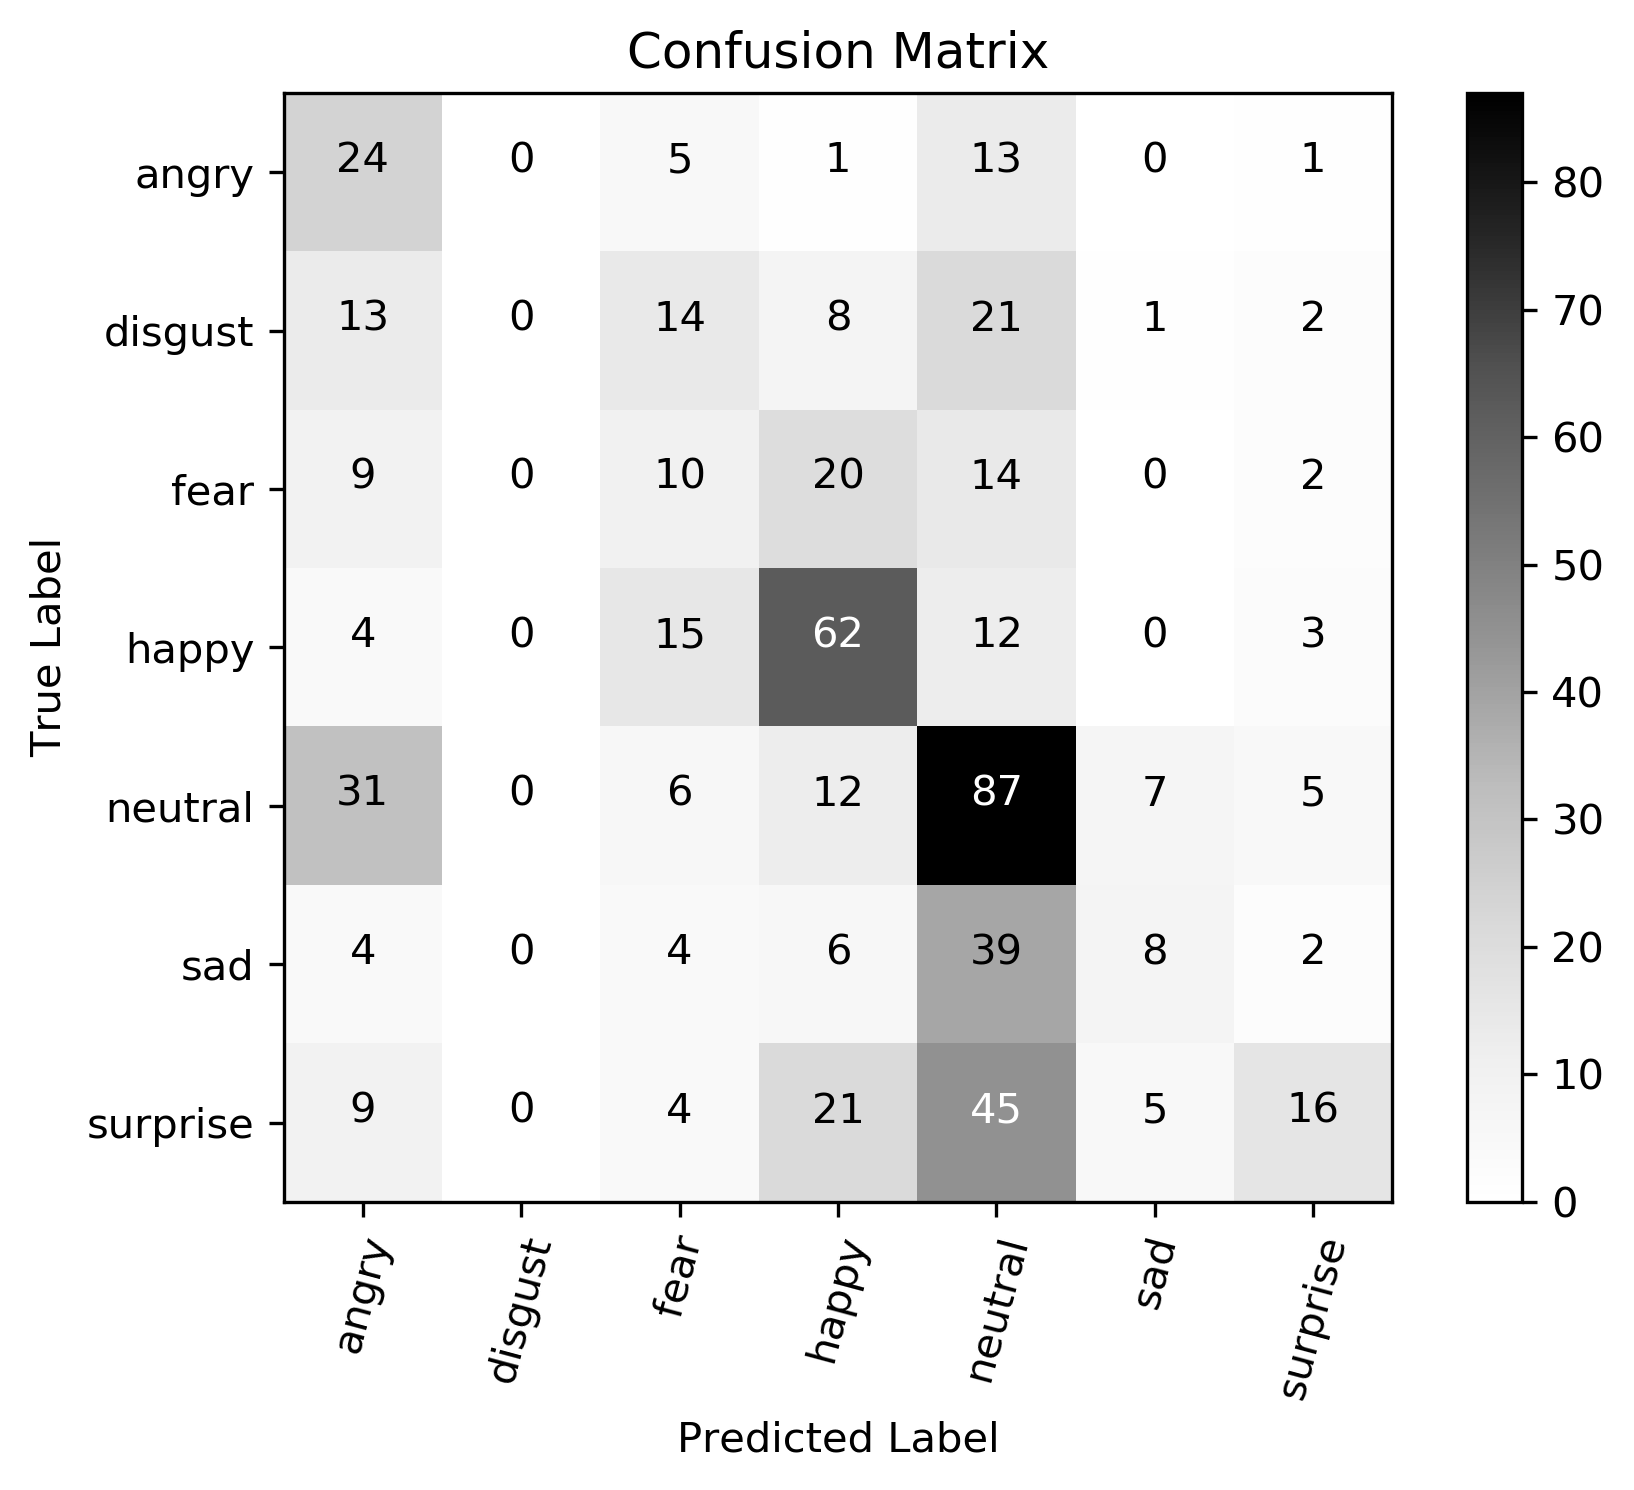 Confusion Matrix
angry 24 0 5 1 13 0 1
disgust 13 0 14 8 21 1 2
fear 9 0 10 20 14 0 2
happy 4 0 15 62 12 0 3
neutral 31 0 6 12 87 7 5
sad 4 0 4 6 39 8 2
surprise 9 0 4 21 45 5 16
True Label
angry disgust fear happy neutral sad surprise
Predicted Label
80
70
60
50
40
30
20
10
0